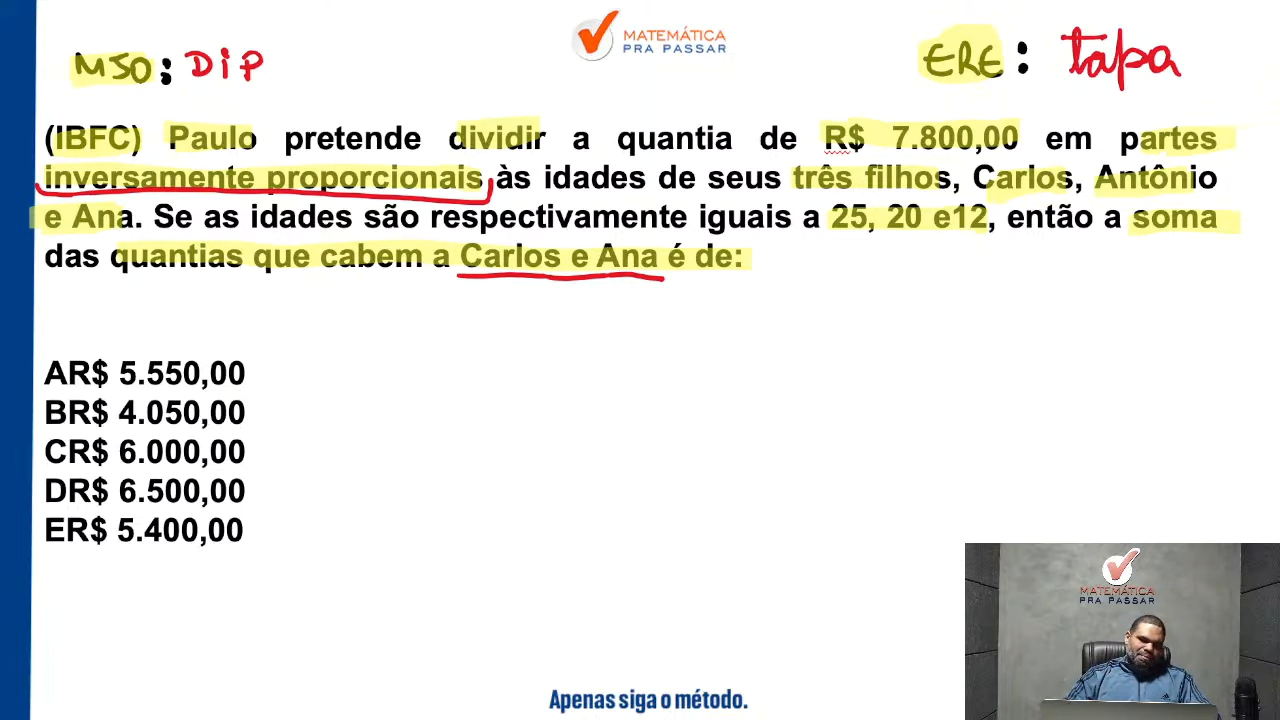 MATEMÁTICA
PRA PASSAR
MJO: DIP
ERE: tapa
(IBFC) Paulo pretende dividir a quantia de R$ 7.800,00 em partes
inversamente proporcionais às idades de seus três filhos, Carlos, Antônio
e Ana. Se as idades são respectivamente iguais a 25, 20 e12, então a soma
das quantias que cabem a Carlos e Ana é de:
AR$ 5.550,00
BR$ 4.050,00
CR$ 6.000,00
DR$ 6.500,00
ER$ 5.400,00
MATEMÁTICA
PRA PASSAR
Apenas siga o método.